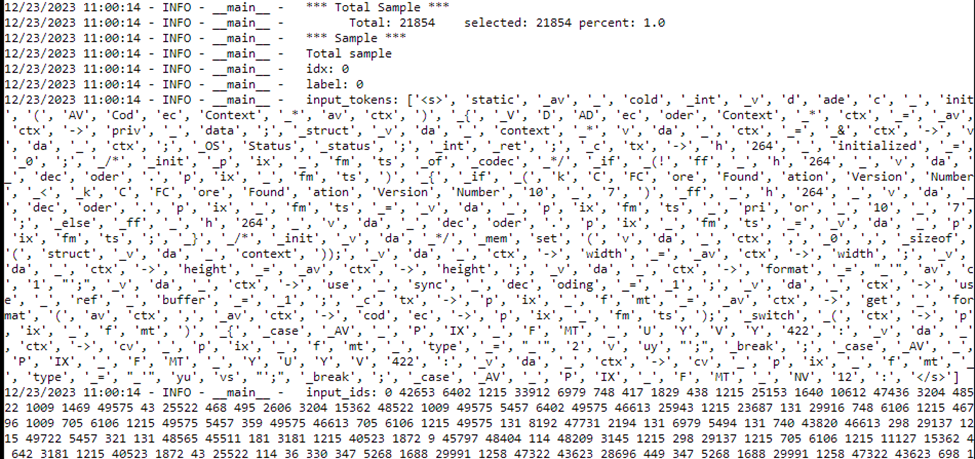 12/23/2023 11:00:14 - INFO - __main__ -   *** Total Sample ***
12/23/2023 11:00:14 - INFO - __main__ -         Total: 21854    selected: 21854 percent: 1.0
12/23/2023 11:00:14 - INFO - __main__ -   *** Sample ***
12/23/2023 11:00:14 - INFO - __main__ -   Total sample
12/23/2023 11:00:14 - INFO - __main__ -   idx: 0
12/23/2023 11:00:14 - INFO - __main__ -   label: 0
12/23/2023 11:00:14 - INFO - __main__ -   input_tokens: ['<s>', 'static', '_av', '_', 'cold', '_int', '_v', 'd', 'ade', 'c', '_', 'init
', '(', 'AV', 'Cod', 'ec', 'Context', '_*', 'av', 'ctx', ')', '_{', '_V', 'D', 'AD', 'ec', 'oder', 'Context', '_*', 'ctx', '_=', '_av'
, 'ctx', '->', 'priv', '_', 'data', ';', '_struct', '_v', 'da', '_', 'context', '_*', 'v', 'da', '_', 'ctx', '_=', '_&', 'ctx', '->', 'v
', 'da', '_', 'ctx', ';', '_OS', 'Status', '_status', ';', '_int', '_ret', ';', '_c', 'tx', '->', 'h', '264', '_', 'initialized', '_=',
'_0', ';', '_/*', '_init', '_p', 'ix', '_', 'fm', 'ts', '_of', '_codec', '_*/', '_if', '_(!', 'ff', '_', 'h', '264', '_', 'v', 'da', '
_', 'dec', 'oder', '.', 'p', 'ix', '_', 'fm', 'ts', ')', '_{', '_if', '_(', 'k', 'C', 'FC', 'ore', 'Found', 'ation', 'Version', 'Number
', '_<', '_k', 'C', 'FC', 'ore', 'Found', 'ation', 'Version', 'Number', '10', '_', '7', ')', '_ff', '_', 'h', '264', '_', 'v', 'da', '_
', 'dec', 'oder', '.', 'p', 'ix', '_', 'fm', 'ts', '_=', '_v', 'da', '_', 'p', 'ix', 'fm', 'ts', '_', 'pri', 'or', '_', '10', '_', '7',
';', '_else', '_ff', '_', 'h', '264', '_', 'v', 'da', '_', 'dec', 'oder', '.', 'p', 'ix', '_', 'fm', 'ts', '_=', '_v', 'da', '_', 'p',
'ix', 'fm', 'ts', ';', '_}', '_/*', '_init', '_v', 'da', '_*/', '_mem', 'set', '(', 'v', 'da', '_', 'ctx', ',', '_0', ',', '_sizeof',
'(', 'struct', '_v', 'da', '_', 'context', '));', '_v', 'da', '_', 'ctx', '->', 'width', '_=', '_av', 'ctx', '->', 'width', ';', '_v',
'da', '_', 'ctx', '->', 'height', '_=', '_av', 'ctx', '->', 'height', ';', '_v', 'da', '_', 'ctx', '->', 'format', '_=', "_'", 'av', 'c
', '1', "';", '_v', 'da', '_', 'ctx', '->', 'use', '_', 'sync', '_', 'dec', 'oding', '_=', '_1', ';', '_v', 'da', '_', 'ctx', '->', 'us
e', '_', 'ref', '_', 'buffer', '_=', '_1', ';', '_c', 'tx', '->', 'p', 'ix', '_', 'f', 'mt', '_=', '_av', 'ctx', '->', 'get', '_', 'for
mat', '(', 'av', 'ctx', ',', '_av', 'ctx', '->', 'cod', 'ec', '->', 'p', 'ix', '_', 'fm', 'ts', ');', '_switch', '_(', 'ctx', '->', 'p
', 'ix', '_', 'f', 'mt', ')', '_{', '_case', '_AV', '_', 'P', 'IX', '_', 'F', 'MT', '_', 'U', 'Y', 'V', 'Y', '422', ':', '_v', 'da', '_
', 'ctx', '->', 'cv', '_', 'p', 'ix', '_', 'f', 'mt', '_', 'type', '_=', "_'", '2', 'v', 'uy', "';", '_break', ';', '_case', '_AV', '_
', 'P', 'IX', '_', 'F', 'MT', '_', 'Y', 'U', 'Y', 'V', '422', ':', '_v', 'da', '_', 'ctx', '->', 'cv', '_', 'p', 'ix', '_', 'f', 'mt',
'_', 'type', '_=', "_'", 'yu', 'vs', "';", '_break', ';', '_case', '_AV', '_', 'P', 'IX', '_', 'F', 'MT', '_', 'NV', '12', ':', '</s>']
12/23/2023 11:00:14 - INFO - __main__ -   input_ids: 0 42653 6402 1215 33912 6979 748 417 1829 438 1215 25153 1640 10612 47436 3204 485
22 1009 1469 49575 43 25522 468 495 2606 3204 15362 48522 1009 49575 5457 6402 49575 46613 25943 1215 23687 131 29916 748 6106 1215 467
96 1009 705 6106 1215 49575 5457 359 49575 46613 705 6106 1215 49575 131 8192 47731 2194 131 6979 5494 131 740 43820 46613 298 29137 12
15 49722 5457 321 131 48565 45511 181 3181 1215 40523 1872 9 45797 48404 114 48209 3145 1215 298 29137 1215 705 6106 1215 11127 15362 4
642 3181 1215 40523 1872 43 25522 114 36 330 347 5268 1688 29991 1258 47322 43623 28696 449 347 5268 1688 29991 1258 47322 43623 698 1